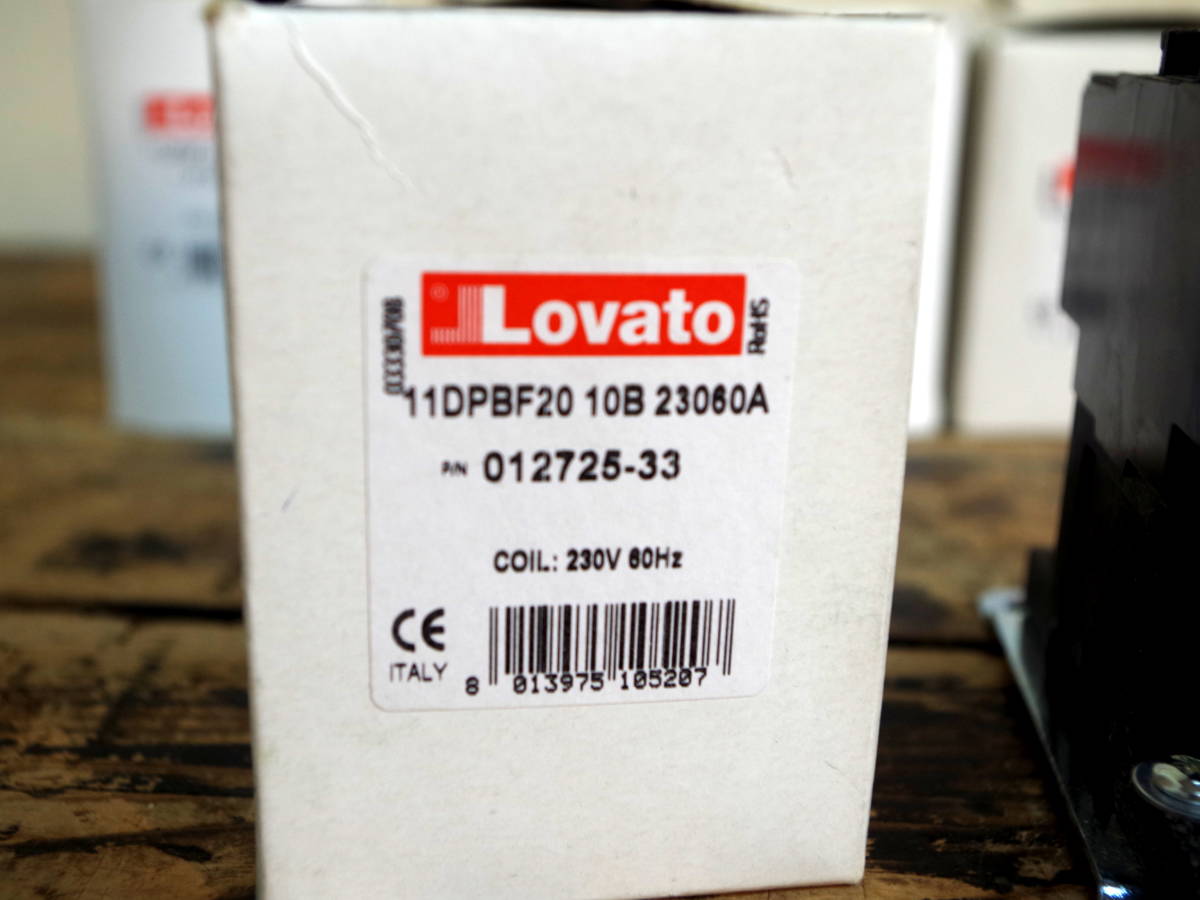 Lovato
RoHS
11DPBF20 10B 23060A
P/N 012725-33
COIL: 230V 60Hz
CE
ITALY
8 013975 105207